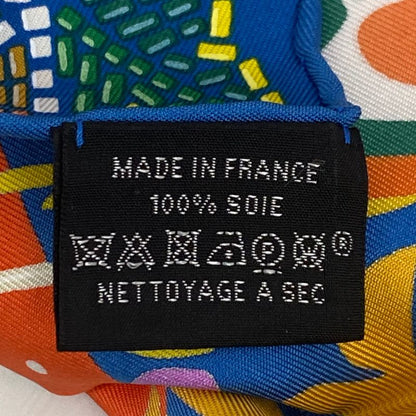 MADE IN FRANCE
100% SOIE
®
NETTOYAGE A SEC